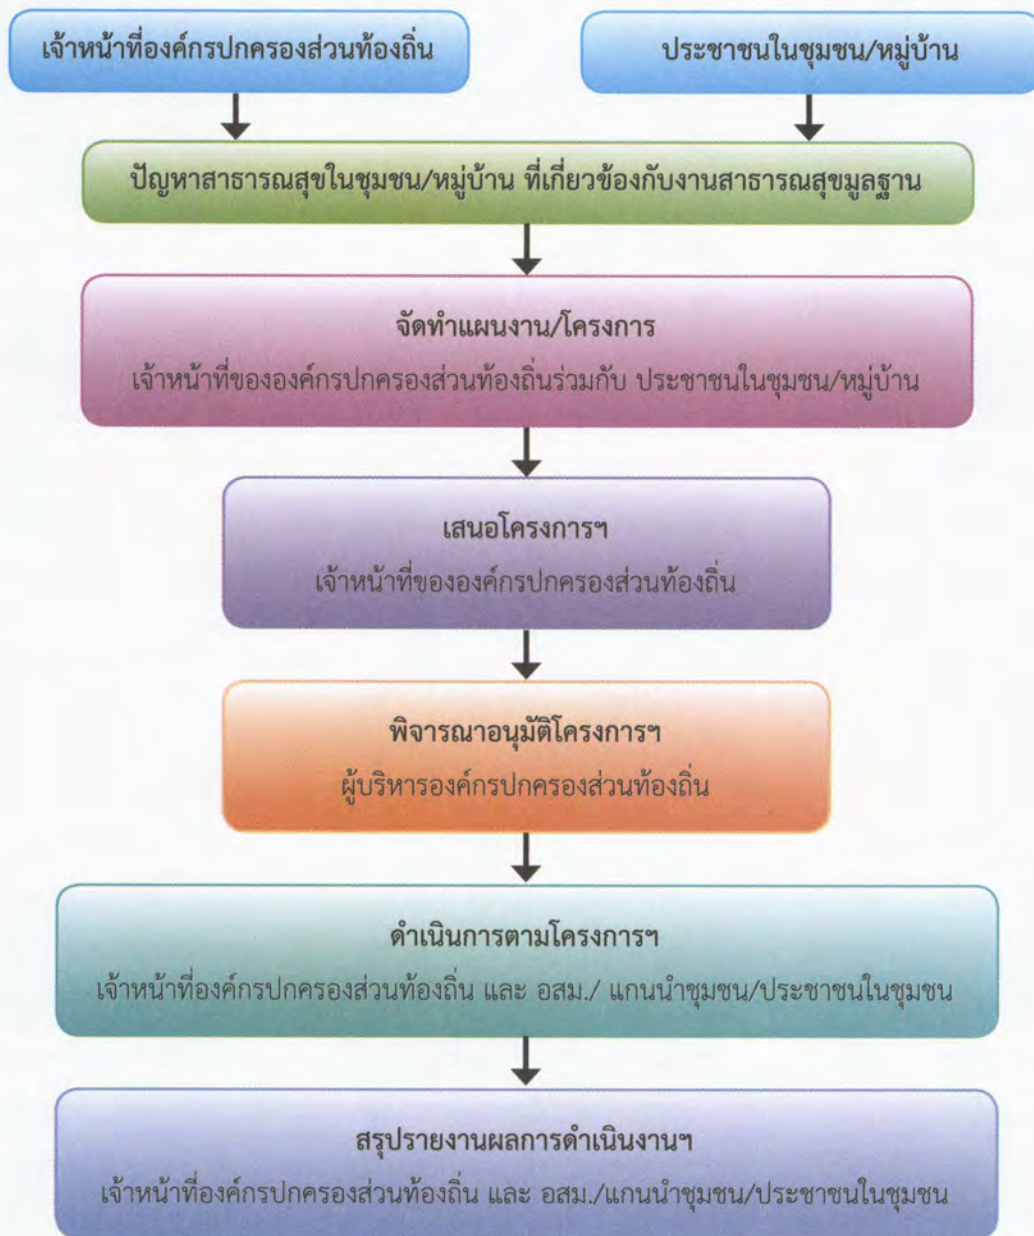 เจ้าหน้าที่องค์กรปกครองส่วนท้องถิ่น
ประชาชนในชุมชน/หมู่บ้าน
ปัญหาสาธารณสุขในชุมชน/หมู่บ้าน ที่เกี่ยวข้องกับงานสาธารณสุขมูลฐาน
จัดทำแผนงาน/โครงการ
เจ้าหน้าที่ขององค์กรปกครองส่วนท้องถิ่นร่วมกับ ประชาชนในชุมชน/หมู่บ้าน
เสนอโครงการฯ
เจ้าหน้าที่ขององค์กรปกครองส่วนท้องถิ่น
พิจารณาอนุมัติโครงการฯ
ผู้บริหารองค์กรปกครองส่วนท้องถิ่น
ดำเนินการตามโครงการฯ
เจ้าหน้าที่องค์กรปกครองส่วนท้องถิ่น และ อสม./ แกนนำชุมชน/ประชาชนในชุมชน
สรุปรายงานผลการดำเนินงานฯ
เจ้าหน้าที่องค์กรปกครองส่วนท้องถิ่น และ อสม./แกนนำชุมชน/ประชาชนในชุมชน